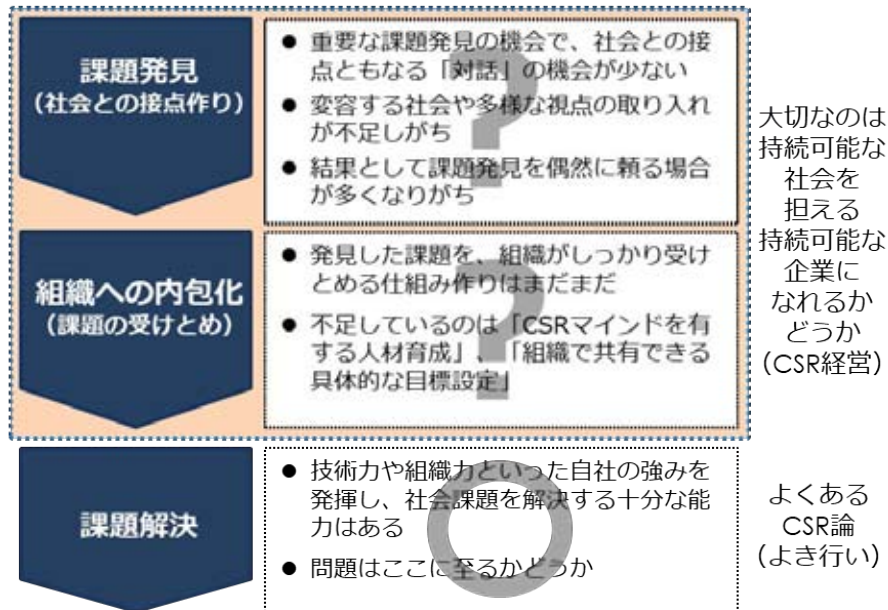 課題発見
(社会との接点作り)
● 重要な課題発見の機会で、社会との接
点ともなる「対話」の機会が少ない
● 変容する社会や多様な視点の取り入れ
が不足しがち
● 結果として課題発見を偶然に頼る場合
が多くなりがち
?
組織への内包化
(課題の受けとめ)
● 発見した課題を、組織がしっかり受け
とめる仕組み作りはまだまだ
● 不足しているのは「CSRマインドを有
する人材育成」、「組織で共有できる
具体的な目標設定」
?
大切なのは
持続可能な
社会を
担える
持続可能な
企業に
なれるか
どうか
(CSR経営)
課題解決
● 技術力や組織力といった自社の強みを
発揮し、社会課題を解決する十分な能
力はある
● 問題はここに至るかどうか
よくある
CSR論
(よき行い)